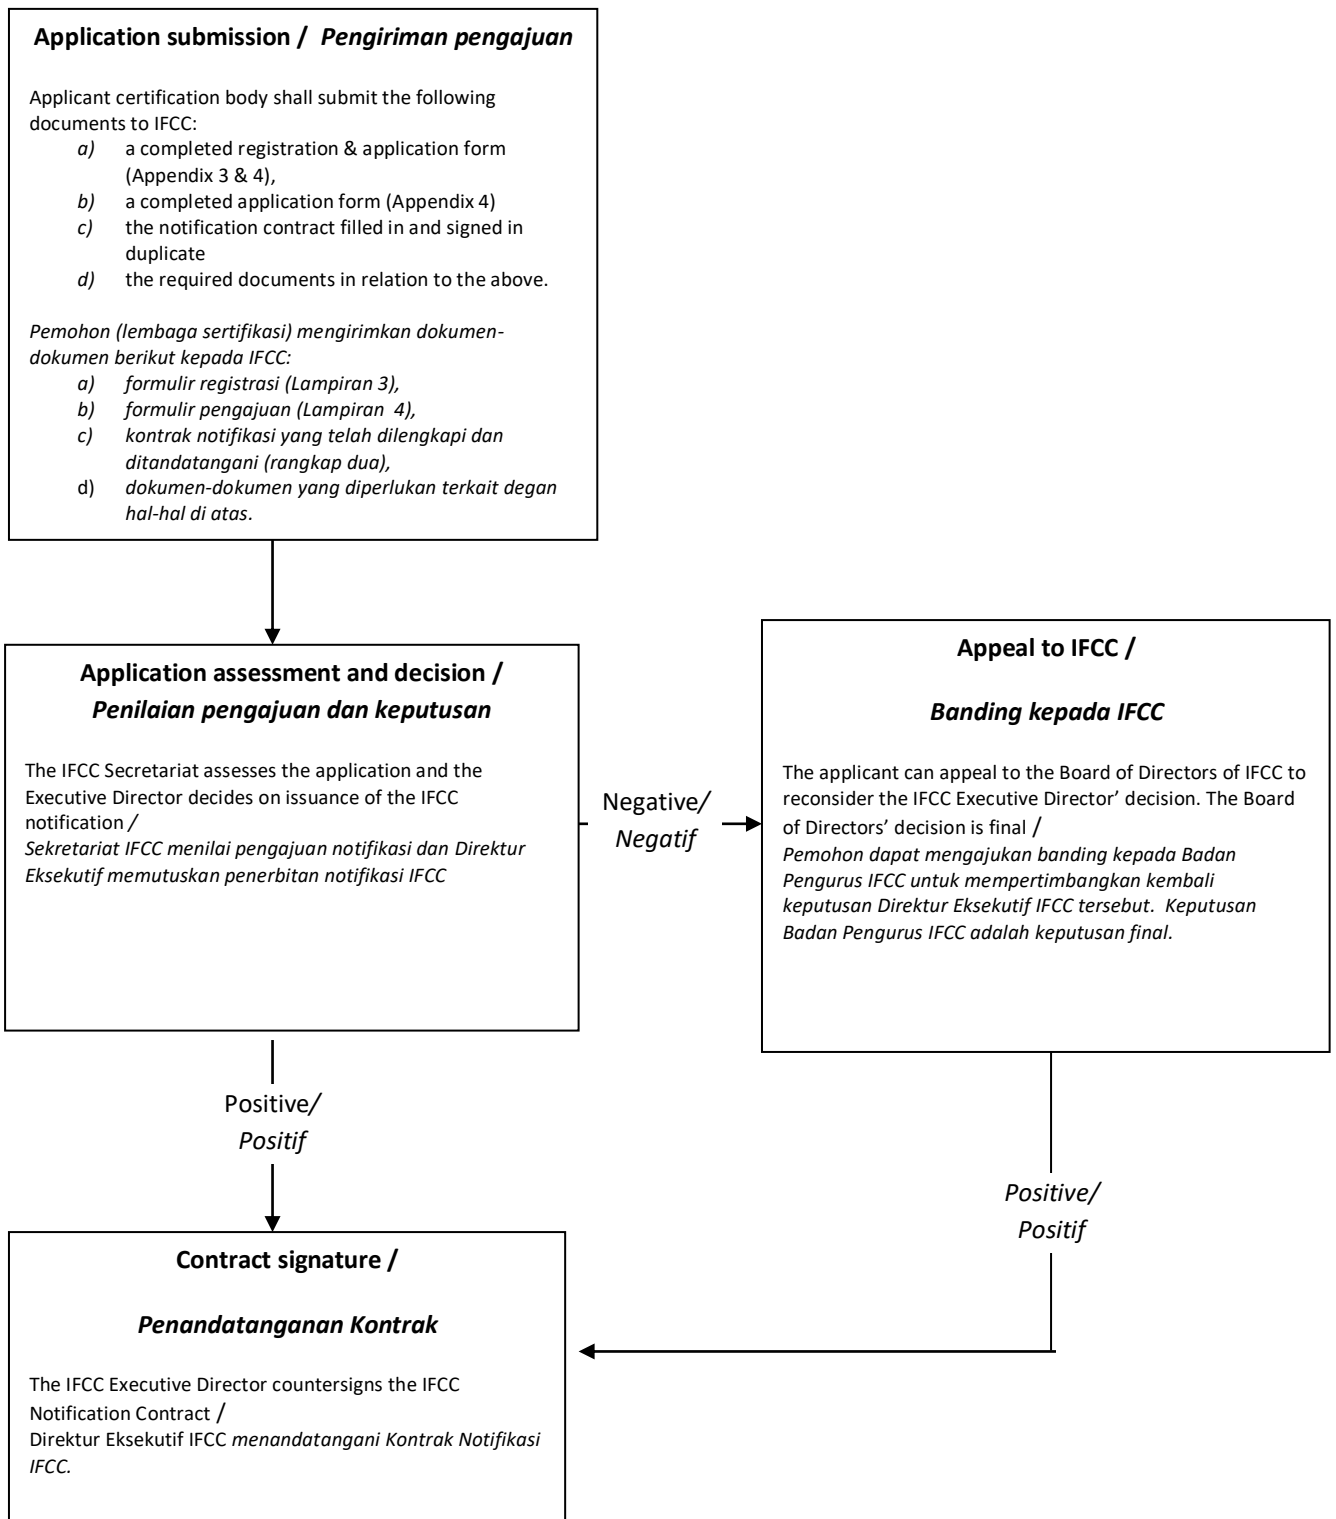 Application submission / Pengiriman pengajuan
Applicant certification body shall submit the following
documents to IFCC:
a) a completed registration & application form
(Appendix 3 & 4),
b) a completed application form (Appendix 4)
c) the notification contract filled in and signed in
duplicate
d) the required documents in relation to the above.
Pemohon (lembaga sertifikasi) mengirimkan dokumen-
dokumen berikut kepada IFCC:
a) formulir registrasi (Lampiran 3),
b) formulir pengajuan (Lampiran 4),
c) kontrak notifikasi yang telah dilengkapi dan
ditandatangani (rangkap dua),
d) dokumen-dokumen yang diperlukan terkait degan
hal-hal di atas.
Application assessment and decision /
Penilaian pengajuan dan keputusan
The IFCC Secretariat assesses the application and the
Executive Director decides on issuance of the IFCC
notification /
Sekretariat IFCC menilai pengajuan notifikasi dan Direktur
Eksekutif memutuskan penerbitan notifikasi IFCC
Negative/
Negatif
Appeal to IFCC /
Banding kepada IFCC
The applicant can appeal to the Board of Directors of IFCC to
reconsider the IFCC Executive Director’ decision. The Board
of Directors’ decision is final /
Pemohon dapat mengajukan banding kepada Badan
Pengurus IFCC untuk mempertimbangkan kembali
keputusan Direktur Eksekutif IFCC tersebut. Keputusan
Badan Pengurus IFCC adalah keputusan final.
Positive/
Positif
Positive/
Positif
Contract signature /
Penandatanganan Kontrak
The IFCC Executive Director countersigns the IFCC
Notification Contract /
Direktur Eksekutif IFCC menandatangani Kontrak Notifikasi
IFCC.